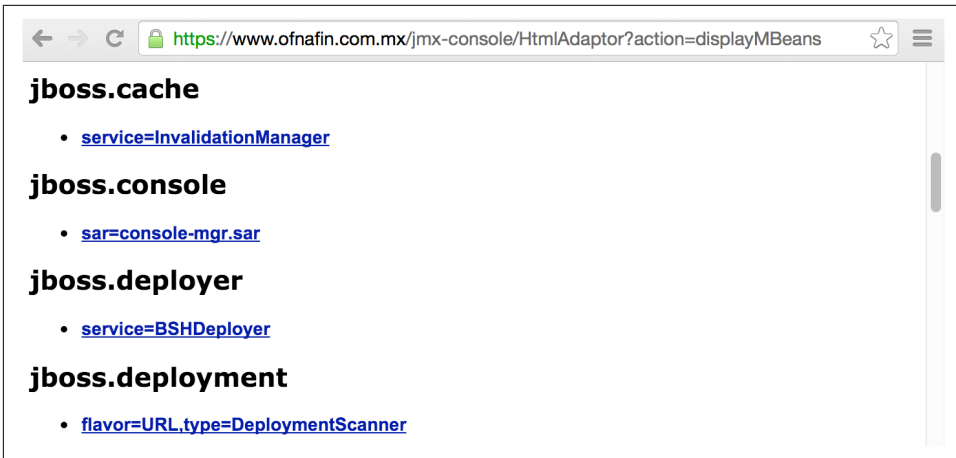 https://www.ofnafin.com.mx/jmx-console/HtmlAdaptor?action=displayMBeans
jboss.cache
• service=InvalidationManager
jboss.console
• sar=console-mgr.sar
jboss.deployer
• service=BSHDeployer
jboss.deployment
• flavor=URL,type=DeploymentScanner